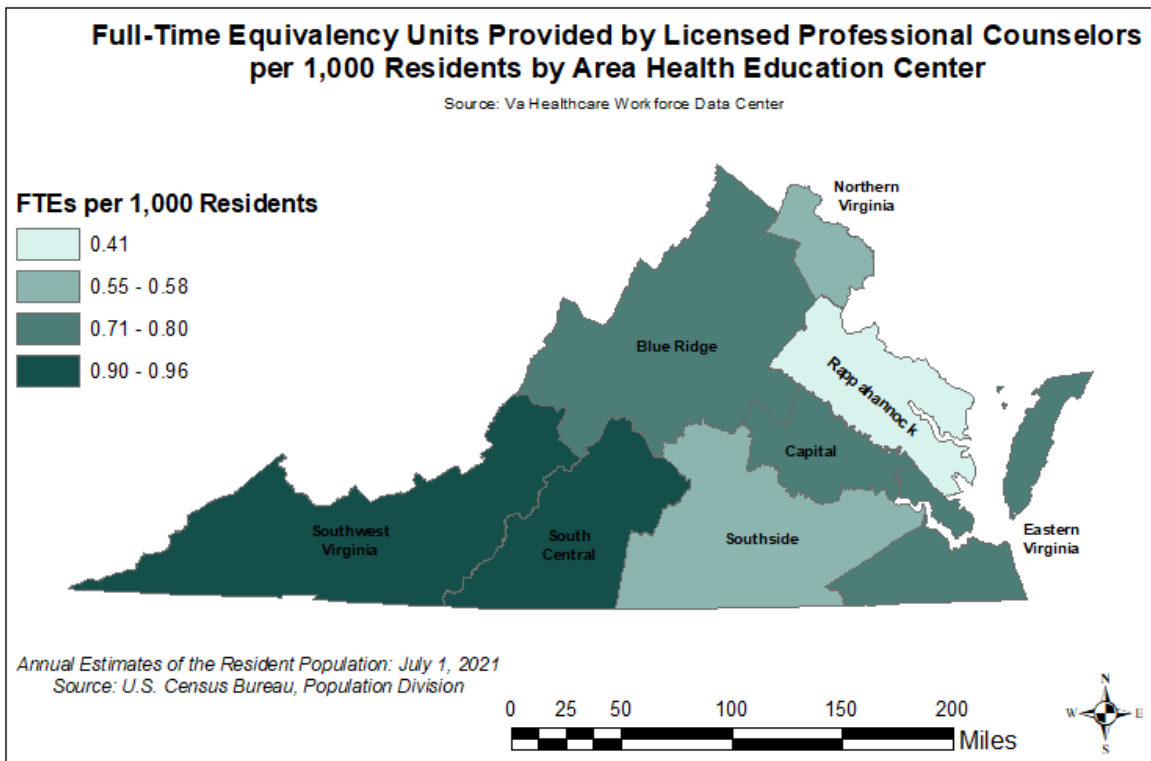 Full-Time Equivalency Units Provided by Licensed Professional Counselors
per 1,000 Residents by Area Health Education Center
Source: Va Healthcare Workforce Data Center
FTEs per 1,000 Residents
0.41
0.55 - 0.58
0.71 - 0.80
0.90 - 0.96
Northern
Virginia
Blue Ridge
Rappahannock
Capital
Southwest
Virginia
South
Central
Southside
Eastern
Virginia
Annual Estimates of the Resident Population: July 1, 2021
Source: U.S. Census Bureau, Population Division
0 25 50 100 150 200
Miles
N
W E
S